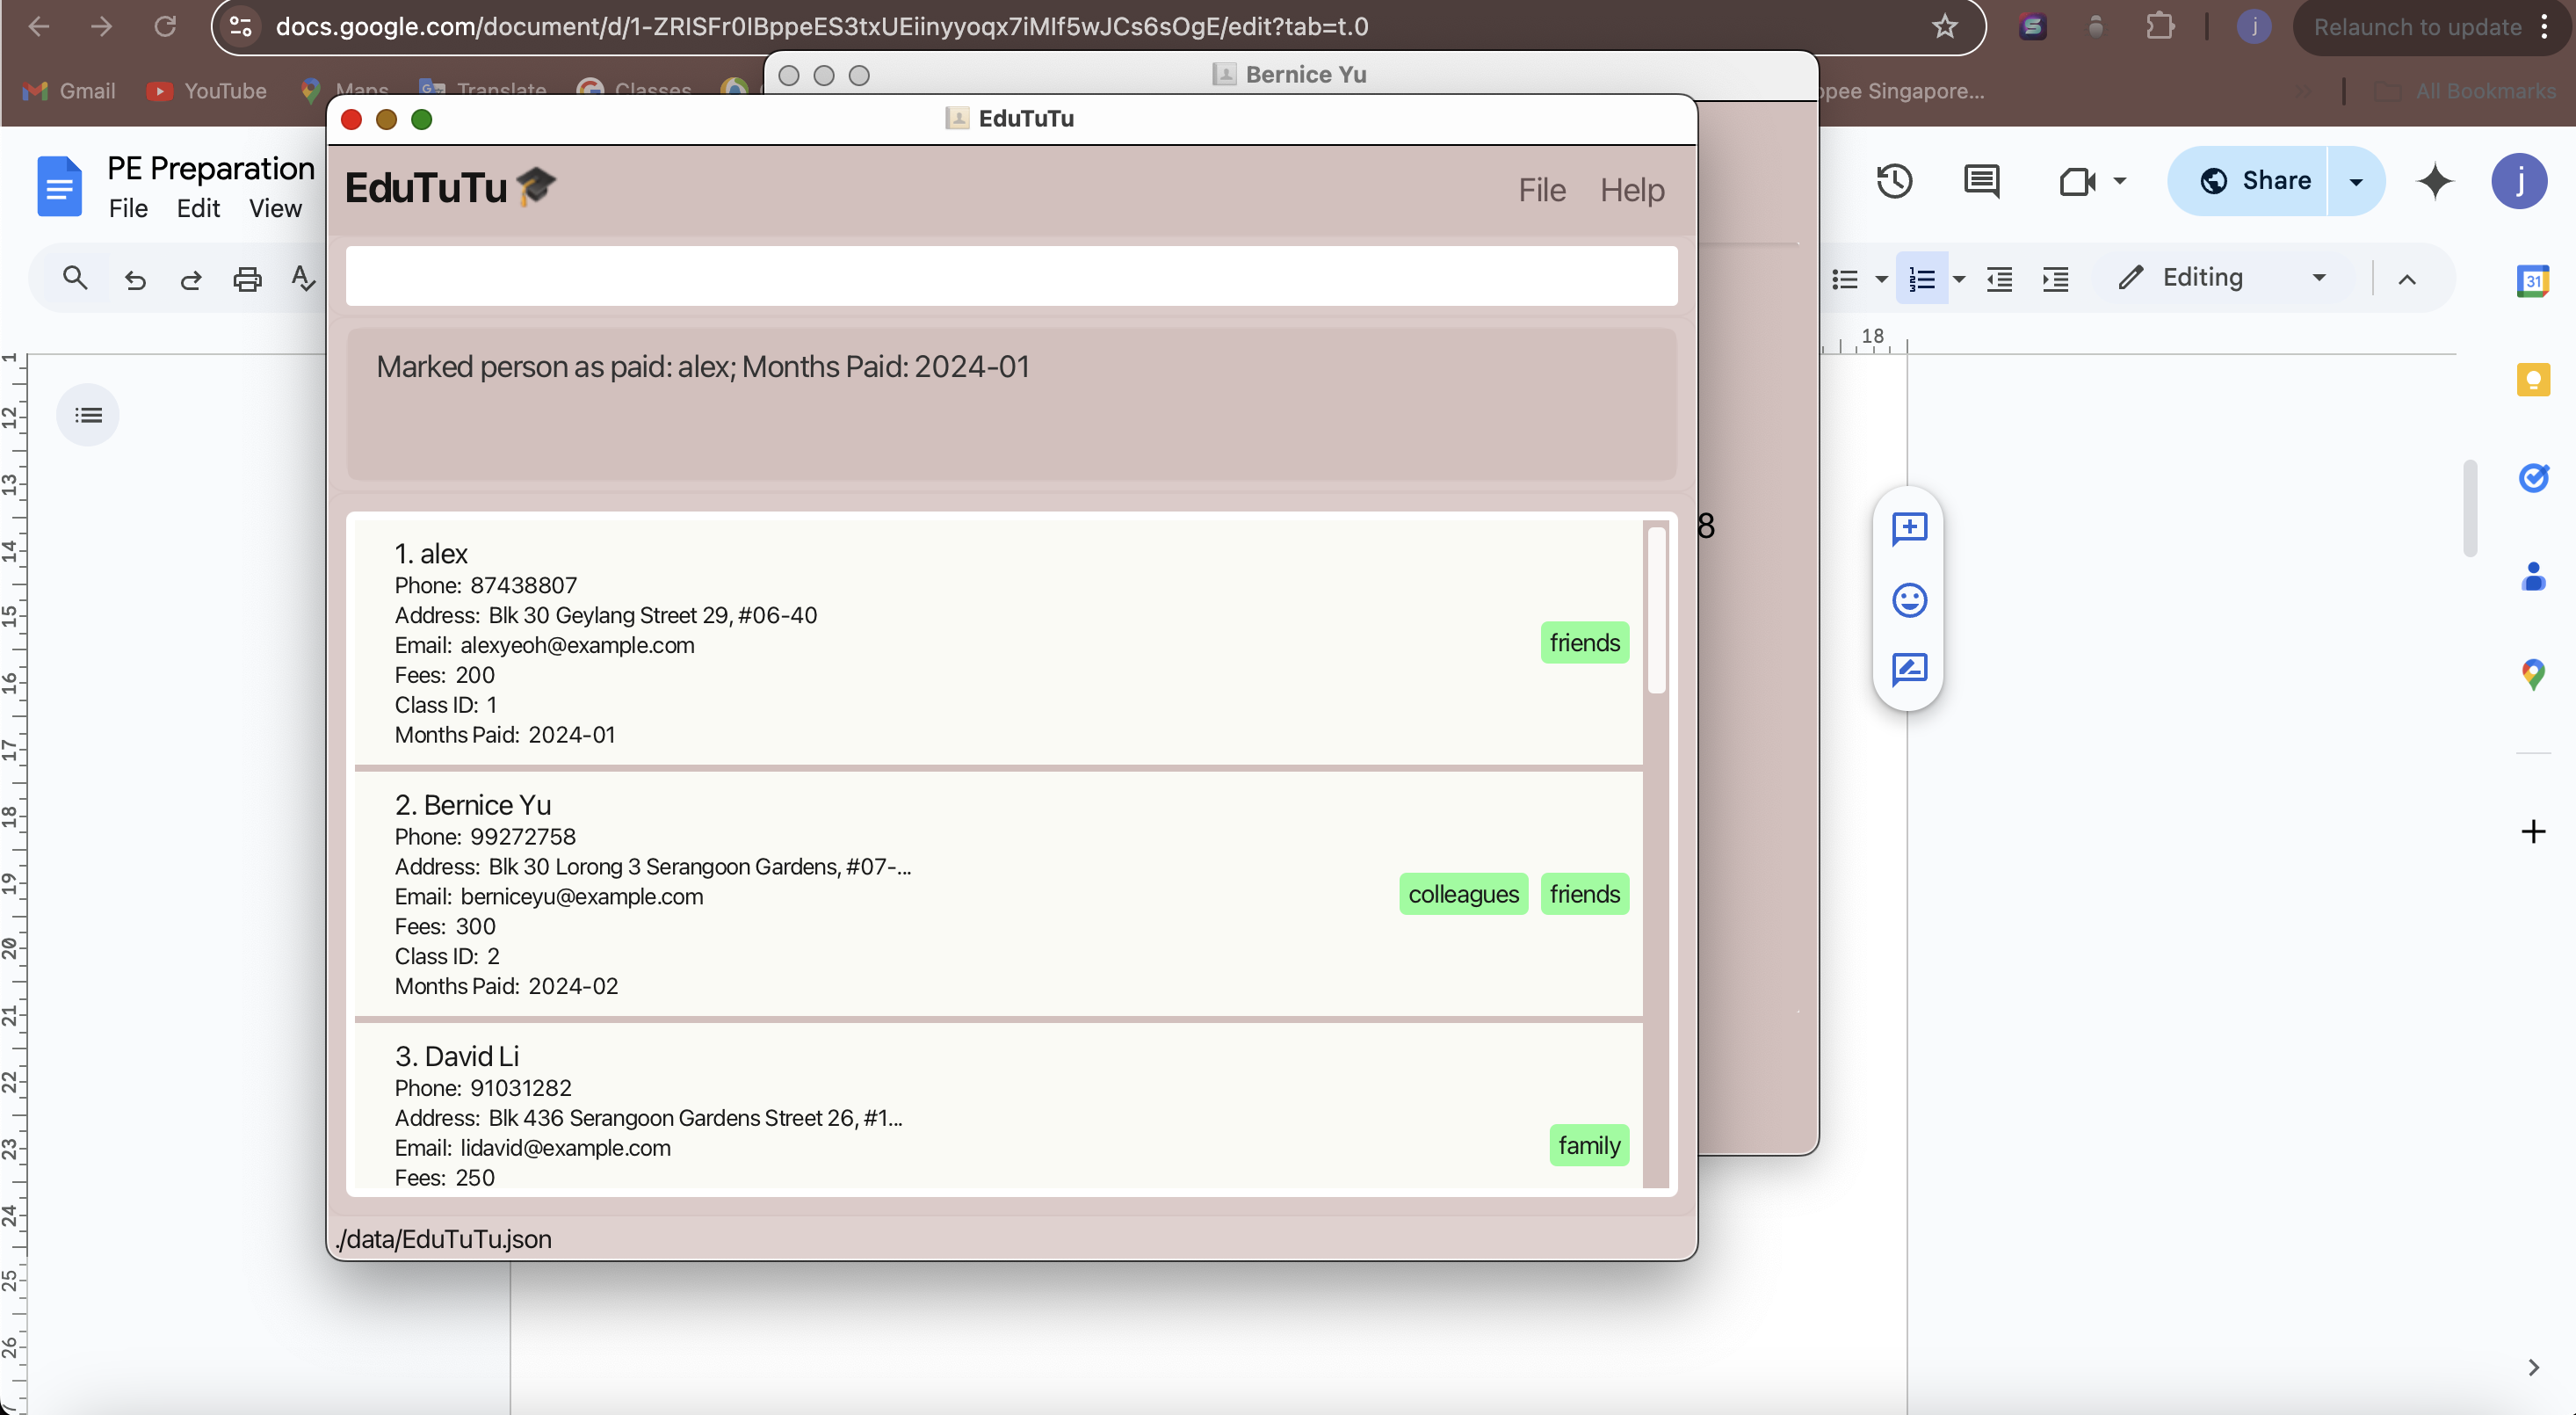 docs.google.com/document/d/1-ZRISFr0IBppeES3txUEiinyyoqx7iMlf5wJCs6sOgE/edit?tab=t.0
j
Relaunch to update
Gmail
YouTube
Maps
Translate
Classes
pee Singapore...
All Bookmarks
Bernice Yu
EduTuTu
PE Preparation
File Edit View
Share
j
EduTuTu
File Help
Editing
31
18
8
Marked person as paid: alex; Months Paid: 2024-01
1. alex
Phone: 87438807
Address: Blk 30 Geylang Street 29, #06-40
Email: alexyeoh@example.com
Fees: 200
Class ID: 1
Months Paid: 2024-01
friends
2. Bernice Yu
Phone: 99272758
Address: Blk 30 Lorong 3 Serangoon Gardens, #07-...
Email: berniceyu@example.com
Fees: 300
Class ID: 2
Months Paid: 2024-02
colleagues friends
3. David Li
Phone: 91031282
Address: Blk 436 Serangoon Gardens Street 26, #1...
Email: lidavid@example.com
Fees: 250
family
./data/EduTuTu.json
12
13
14
15
16
17
18
19
20
21
22
23
24
25
26